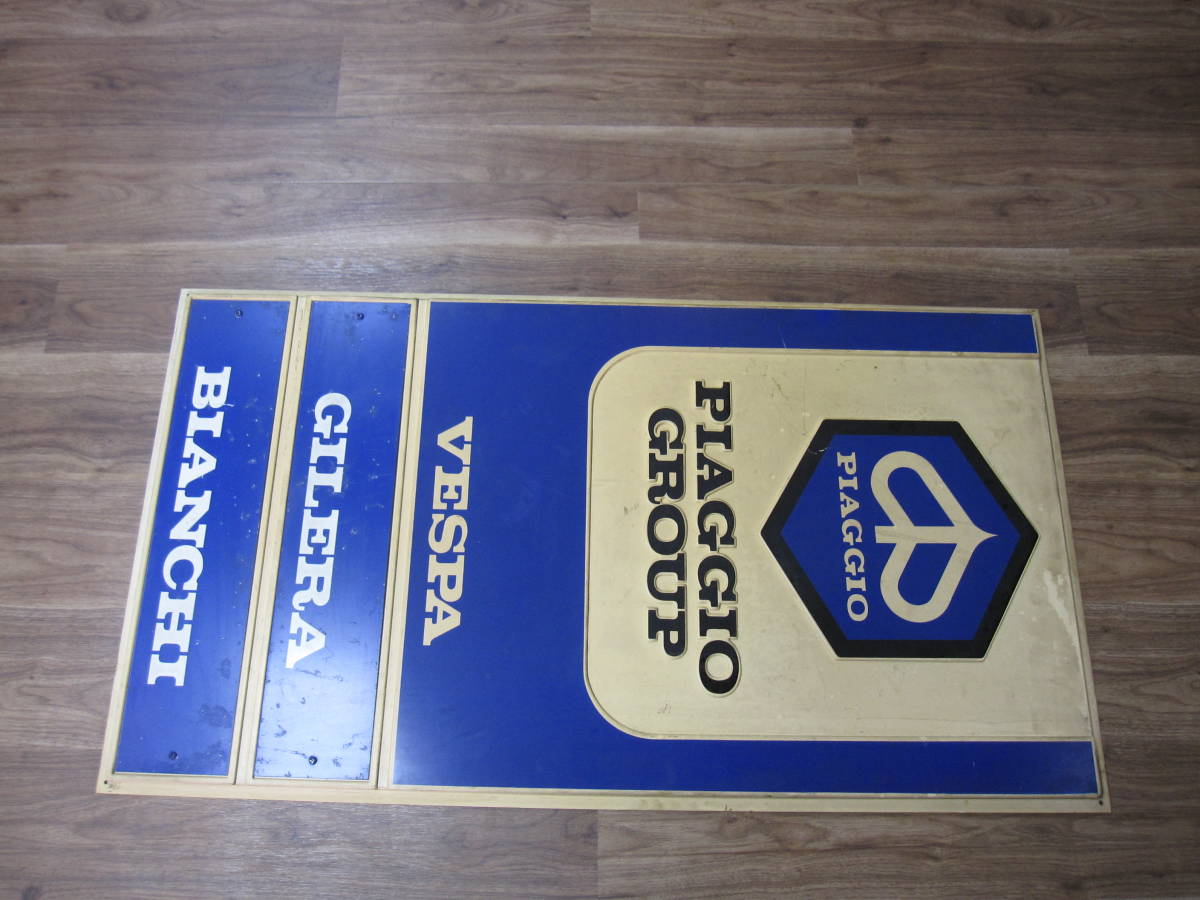 PIAGGIO
PIAGGIO
GROUP
VESPA
GILERA
BIANCHI